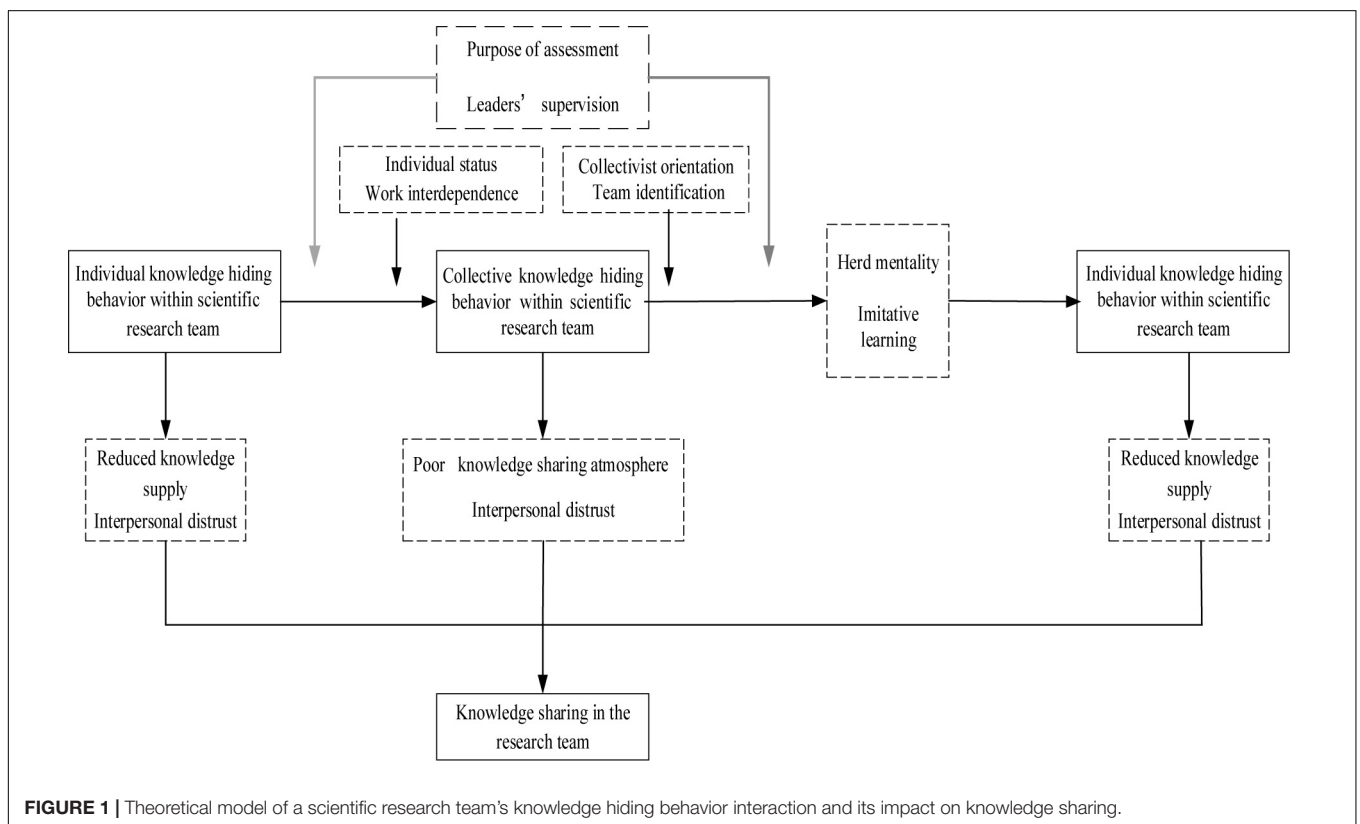 Purpose of assessment
Leaders’ supervision
Individual status
Work interdependence
Collectivist orientation
Team identification
Individual knowledge hiding
behavior within scientific
research team
Collective knowledge hiding
behavior within scientific
research team
Herd mentality
Imitative
learning
Individual knowledge hiding
behavior within scientific
research team
Reduced knowledge
supply
Interpersonal distrust
Poor knowledge sharing atmosphere
Interpersonal distrust
Reduced knowledge
supply
Interpersonal distrust
Knowledge sharing in the
research team
FIGURE 1 | Theoretical model of a scientific research team’s knowledge hiding behavior interaction and its impact on knowledge sharing.